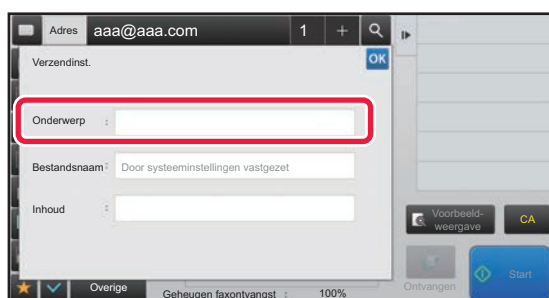 Adres aaa@aaa.com 1 +
Verzendinst. OK
Onderwerp :
Bestandsnaam : Door systeeminstellingen vastgezet
Inhoud :
Voorbeeld-
weergave
CA
Overige
Geheugen faxontvangst : 100%
Ontvangen
Start